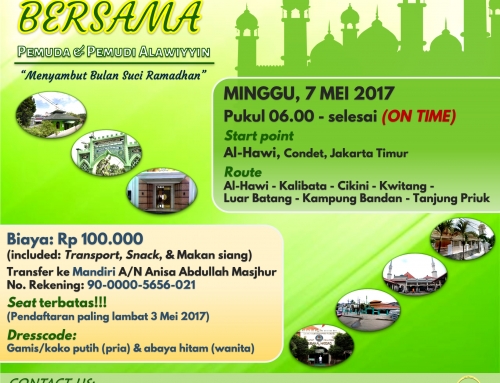 BERSAMA
Pemuda & Pemudi Alawiyyin
“Menyambut Bulan Suci Ramadhan”
MINGGU, 7 MEI 2017
Pukul 06.00 - selesai (ON TIME)
Start point
Al-Hawi, Condet, Jakarta Timur
Route
Al-Hawi - Kalibata - Cikini - Kwitang -
Luar Batang - Kampung Bandan - Tanjung Priuk
Biaya: Rp 100.000
(included: Transport, Snack, & Makan siang)
Transfer ke Mandiri A/N Anisa Abdullah Masjhur
No. Rekening: 90-0000-5656-021
Seat terbatas!!!
(Pendaftaran paling lambat 3 Mei 2017)
Dresscode:
Gamis/koko putih (pria) & abaya hitam (wanita)
CONTACT US: